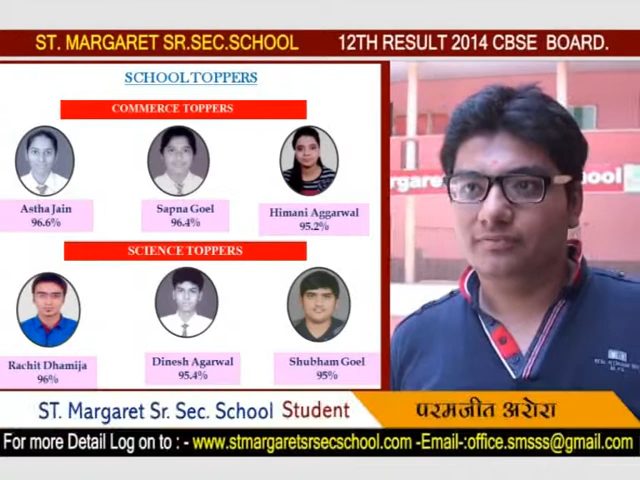 ST. MARGARET SR.SEC.SCHOOL 12TH RESULT 2014 CBSE BOARD.
SCHOOL TOPPERS
COMMERCE TOPPERS
Astha Jain
96.6%
Sapna Goel
96.4%
Himani Aggarwal
95.2%
SCIENCE TOPPERS
Rachit Dhamija
96%
Dinesh Agarwal
95.4%
Shubham Goel
95%
ool
ST. Margaret Sr. Sec. School Student परमजीत अरोरा
For more Detail Log on to : - www.stmargaretsrsecschool.com -Email-:office.smsss@gmail.com